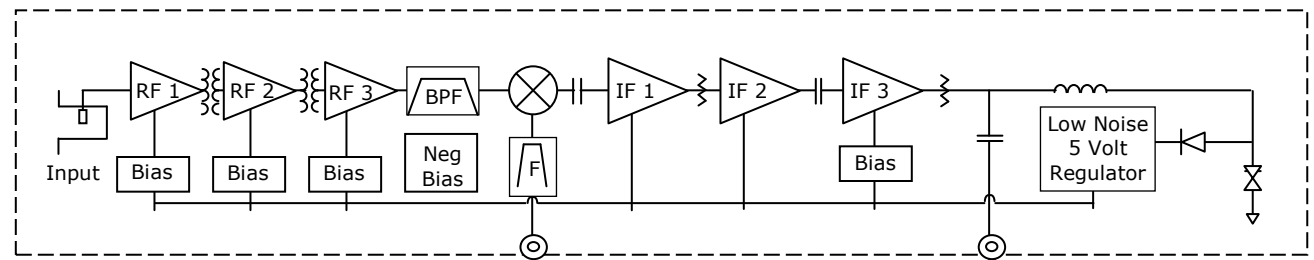 RF 1
RF 2
RF 3
BPF
IF 1
IF 2
IF 3
Input
Bias
Bias
Bias
Neg
Bias
F
Bias
Low Noise
5 Volt
Regulator